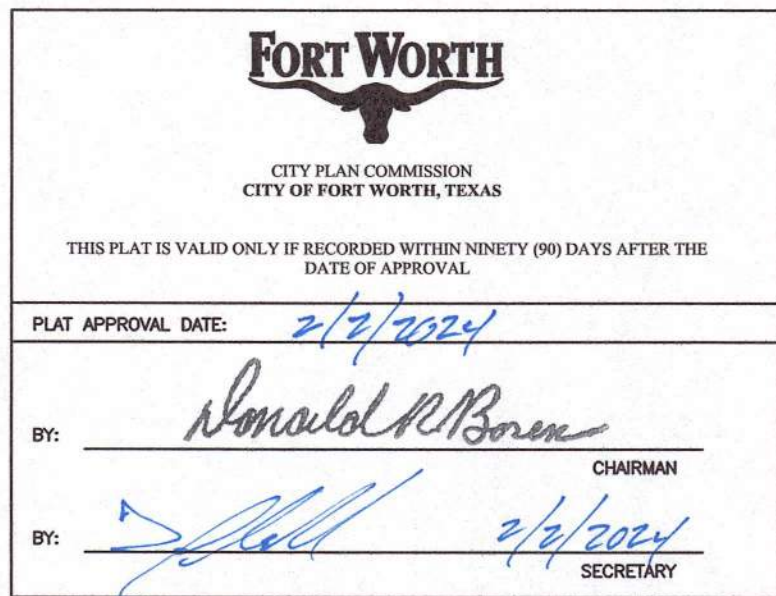 FORT WORTH
CITY PLAN COMMISSION
CITY OF FORT WORTH, TEXAS
THIS PLAT IS VALID ONLY IF RECORDED WITHIN NINETY (90) DAYS AFTER THE
DATE OF APPROVAL
PLAT APPROVAL DATE: 2/2/2024
BY: Donald R Boren
CHAIRMAN
BY: 2/2/2024
SECRETARY